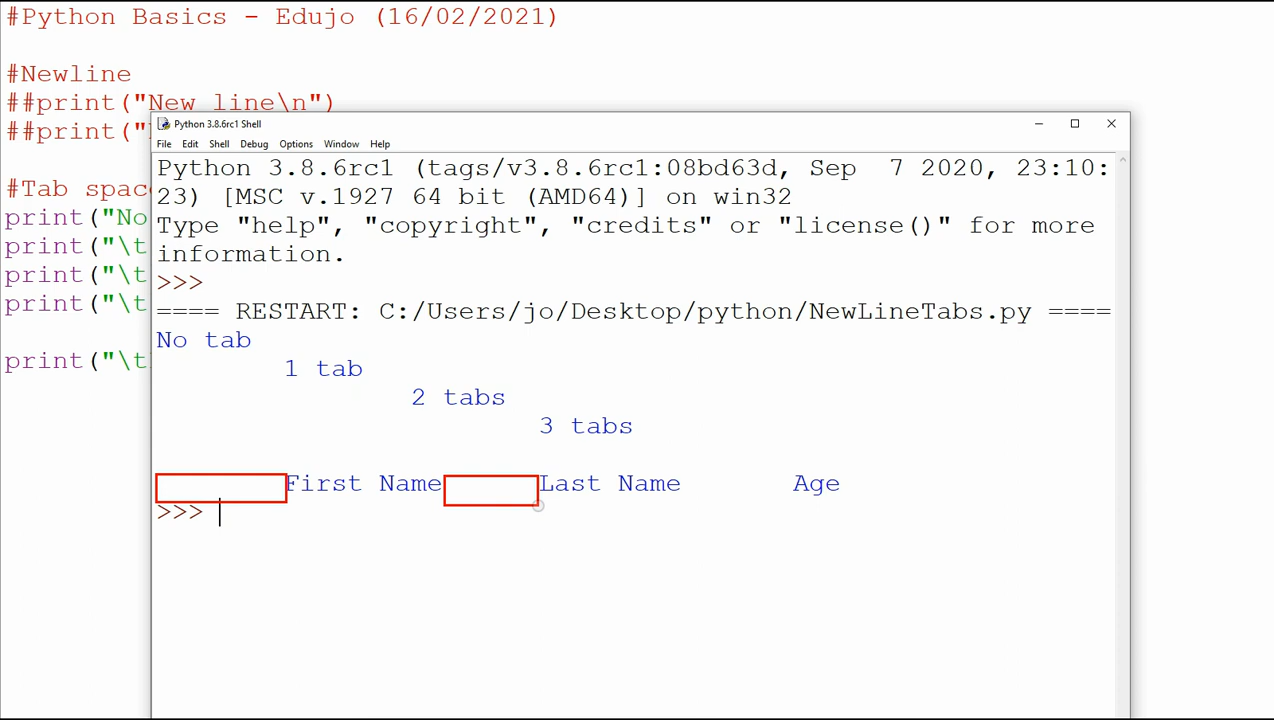 #Python Basics - Edujo (16/02/2021)
#Newline
##print("New line\n")
##print("
#Tab spac
print("No
print("\t
print("\t
print("\t
print("\t
Python 3.8.6rc1 Shell
File Edit Shell Debug Options Window Help
Python 3.8.6rc1 (tags/v3.8.6rc1:08bd63d, Sep  7 2020, 23:10:
23) [MSC v.1927 64 bit (AMD64)] on win32
Type "help", "copyright", "credits" or "license()" for more
information.
>>>
==== RESTART: C:/Users/jo/Desktop/python/NewLineTabs.py ====
No tab
1 tab
2 tabs
3 tabs
First Name Last Name Age
>>>